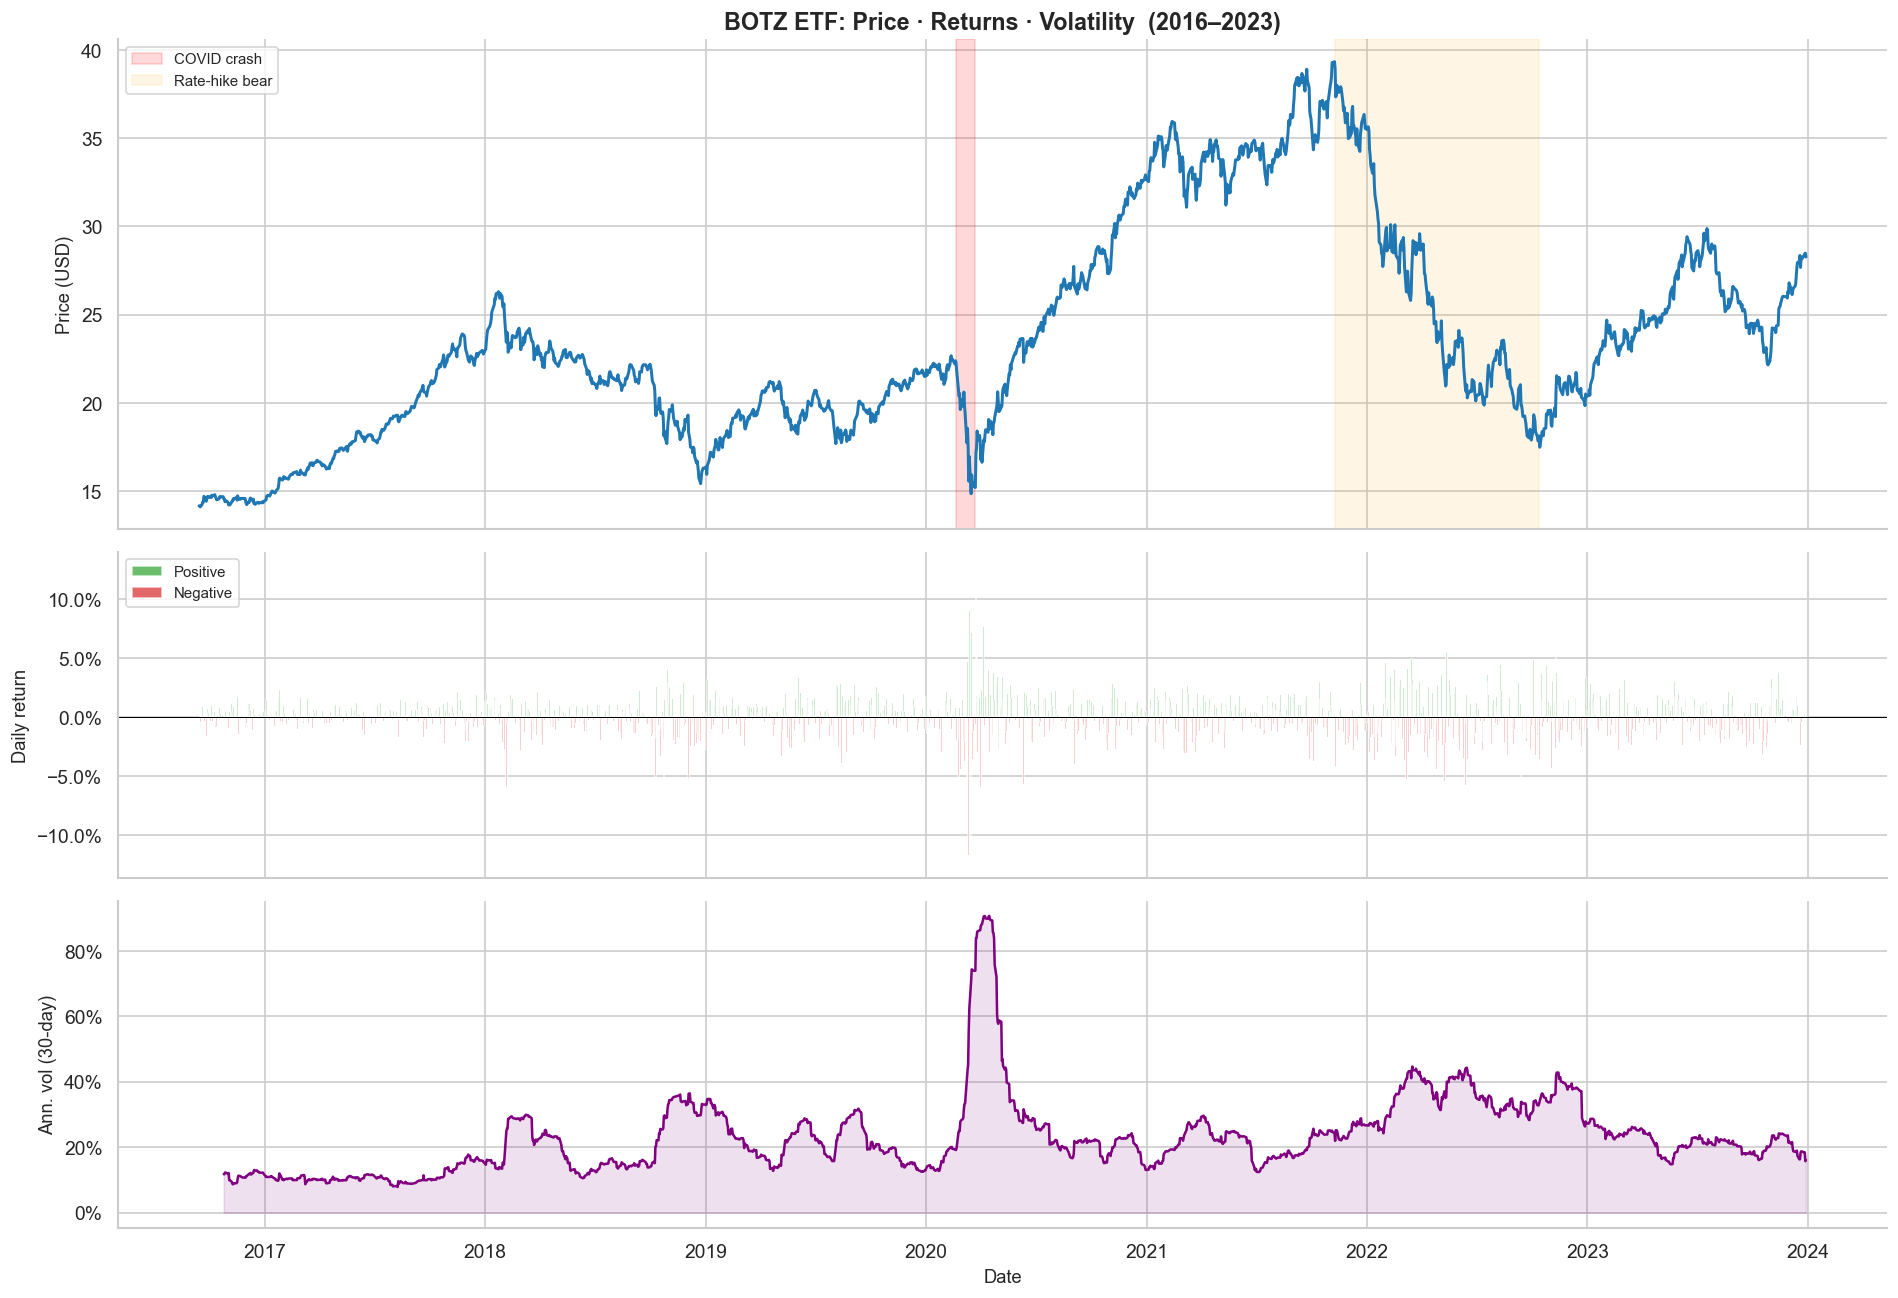 BOTZ ETF: Price · Returns · Volatility  (2016–2023)
COVID crash
Rate-hike bear
Price (USD)
40
35
30
25
20
15
Positive
Negative
Daily return
10.0%
5.0%
0.0%
−5.0%
−10.0%
Ann. vol (30-day)
80%
60%
40%
20%
0%
2017 2018 2019 2020 2021 2022 2023 2024
Date